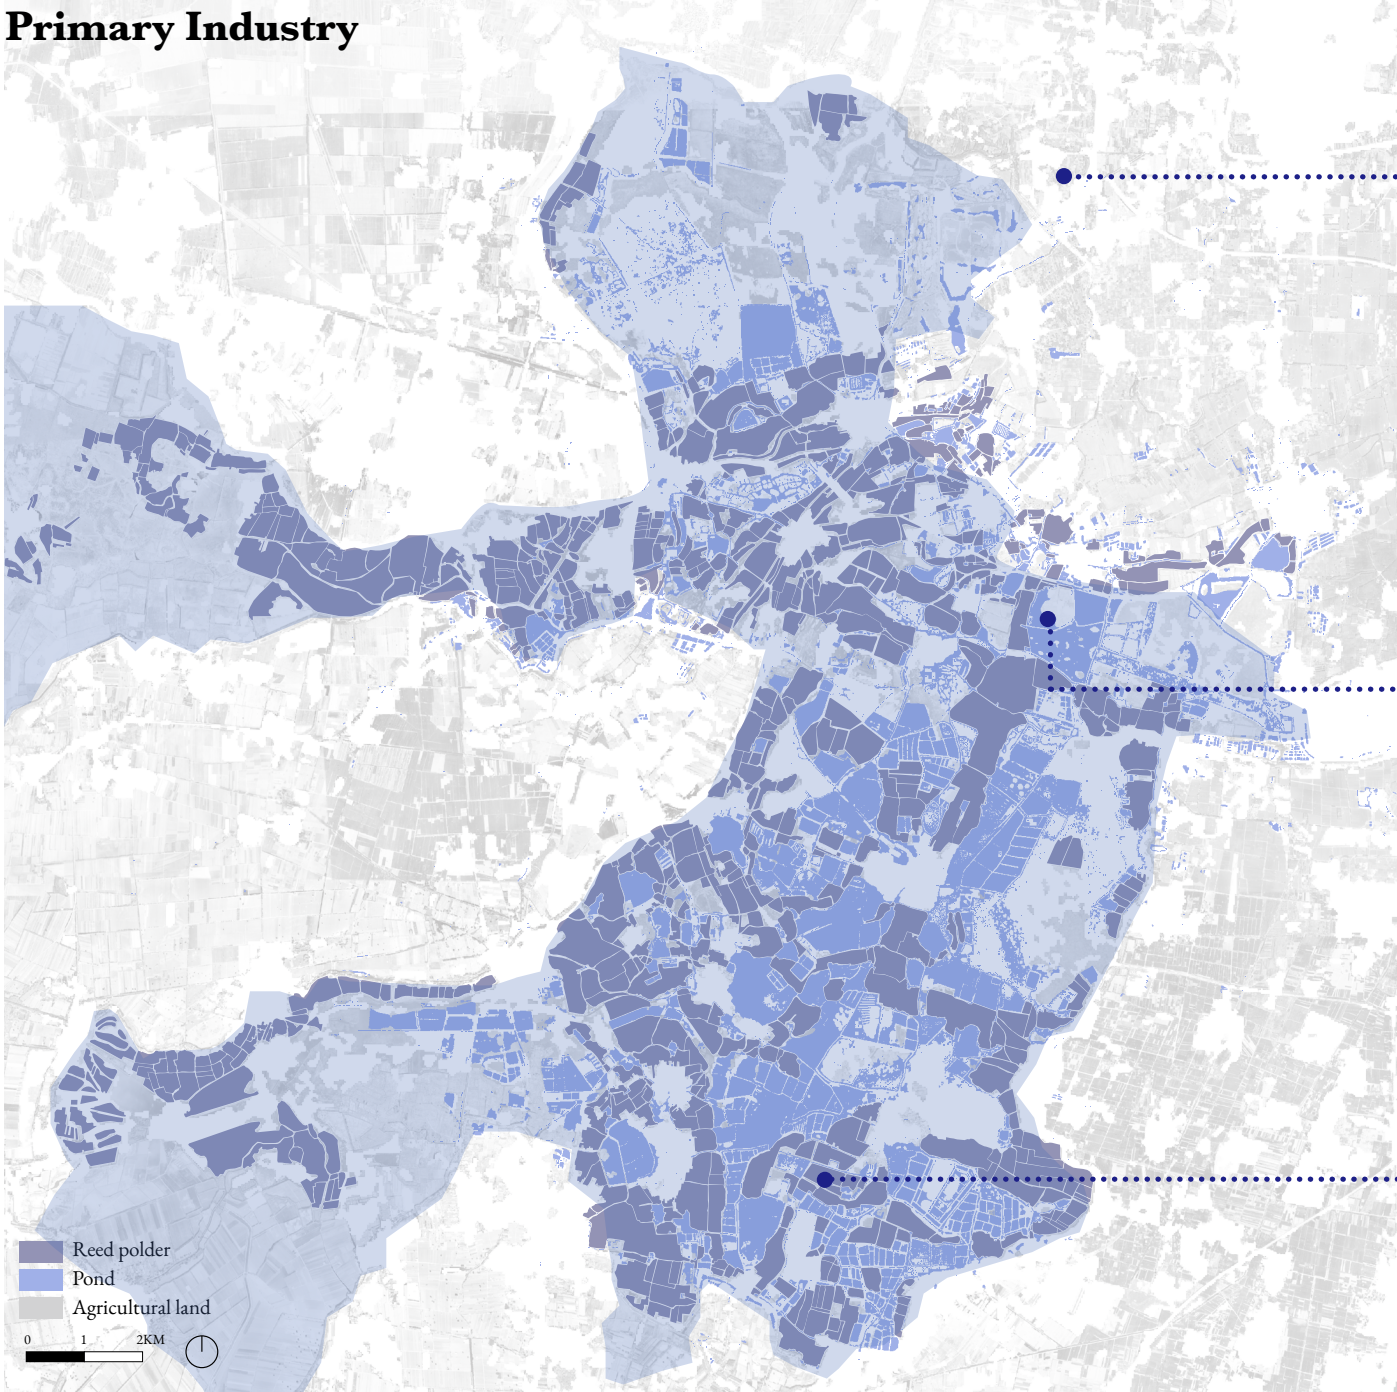 Primary Industry
Reed polder
Pond
Agricultural land
0 1 2KM